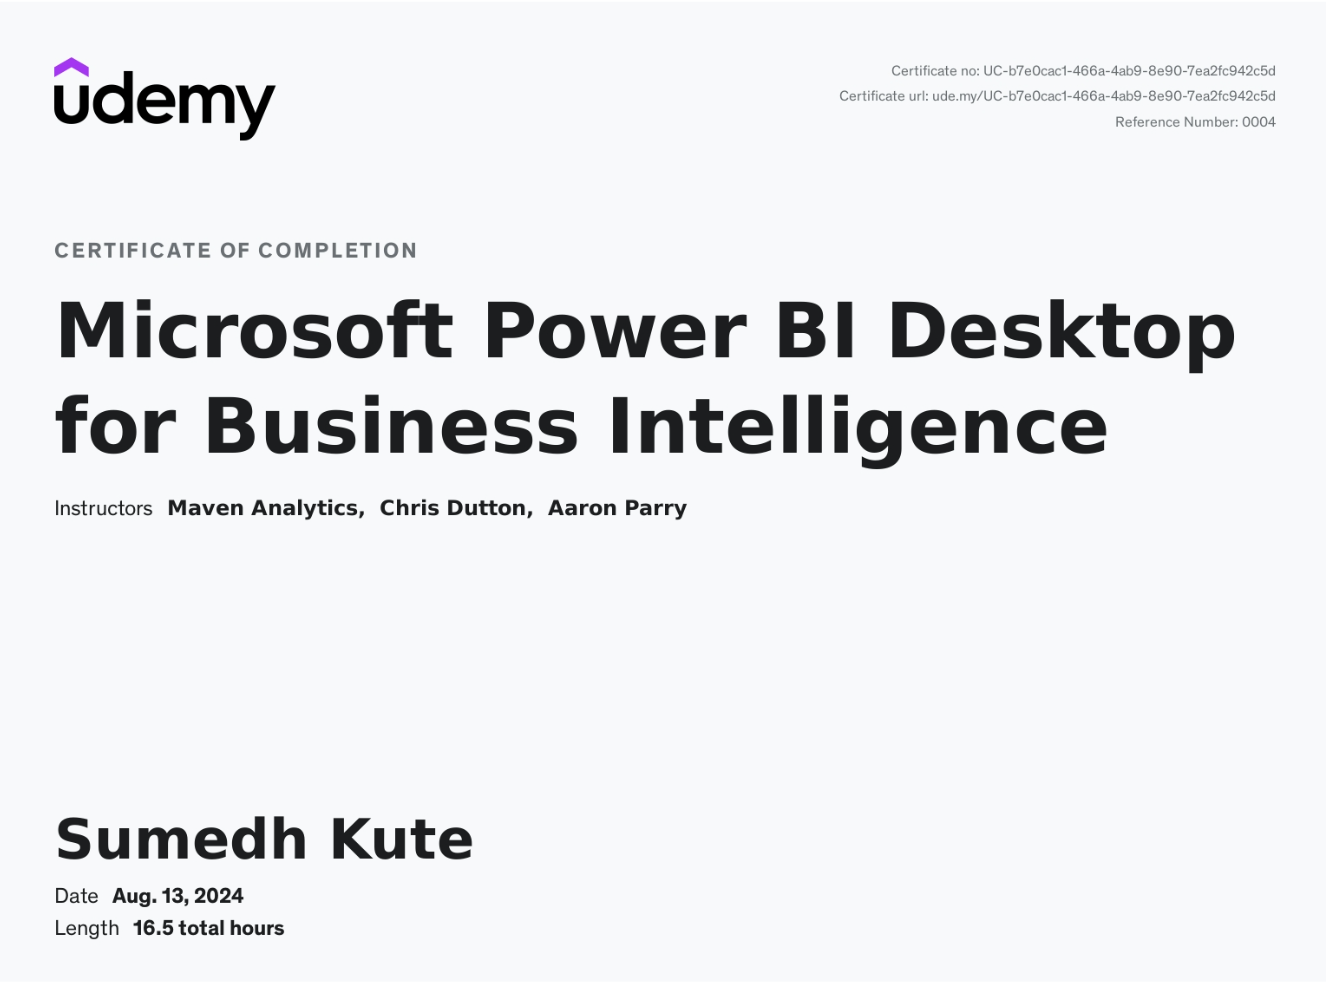 udemy
Certificate no: UC-b7e0cac1-466a-4ab9-8e90-7ea2fc942c5d
Certificate url: ude.my/UC-b7e0cac1-466a-4ab9-8e90-7ea2fc942c5d
Reference Number: 0004
CERTIFICATE OF COMPLETION
Microsoft Power BI Desktop
for Business Intelligence
Instructors Maven Analytics, Chris Dutton, Aaron Parry
Sumedh Kute
Date Aug. 13, 2024
Length 16.5 total hours